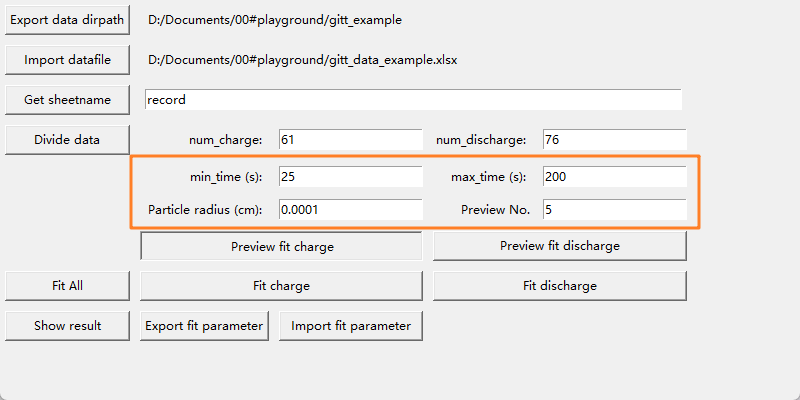 Export data dirpath D:/Documents/00#playground/gitt_example
Import datafile D:/Documents/00#playground/gitt_data_example.xlsx
Get sheetname record
Divide data num_charge: 61 num_discharge: 76
min_time (s): 25 max_time (s): 200
Particle radius (cm): 0.0001 Preview No. 5
Preview fit charge Preview fit discharge
Fit All Fit charge Fit discharge
Show result Export fit parameter Import fit parameter